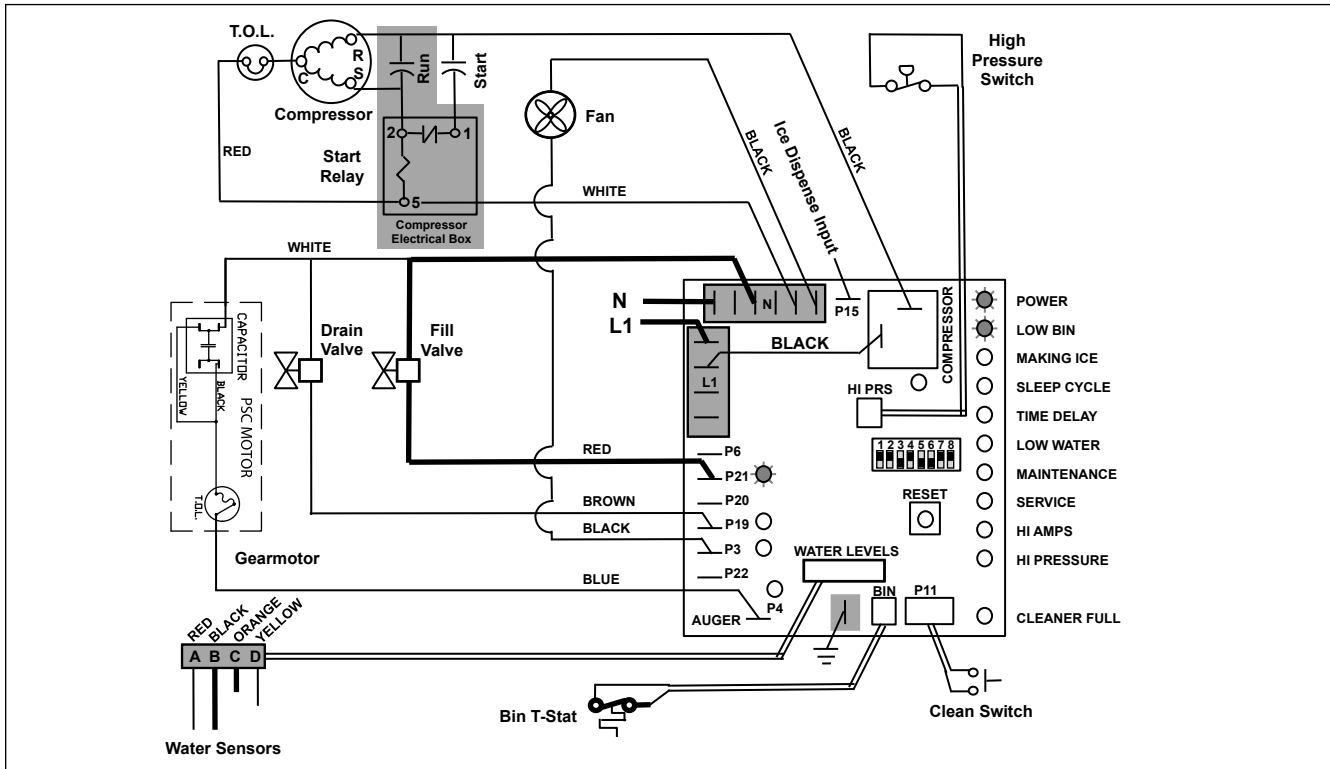 T.O.L.
R
S
C
Compressor
Run
Start
2
1
5
Start
Relay
Compressor
Electrical Box
RED
Fan
BLACK
Ice Dispense Input
BLACK
High
Pressure
Switch
WHITE
WHITE
N
L1
N
L1
BLACK
P15
COMPRESSOR
HI PRS
Drain
Valve
Fill
Valve
CAPACITOR
YELLOW
BLACK
PSC MOTOR
T.O.L.
Gearmotor
RED
BROWN
BLACK
BLUE
P6
P21
P20
P19
P3
P22
P4
AUGER
1 2 3 4 5 6 7 8
RESET
WATER LEVELS
BIN
P11
POWER
LOW BIN
MAKING ICE
SLEEP CYCLE
TIME DELAY
LOW WATER
MAINTENANCE
SERVICE
HI AMPS
HI PRESSURE
CLEANER FULL
RED
BLACK
ORANGE
YELLOW
A B C D
Water Sensors
Bin T-Stat
Clean Switch